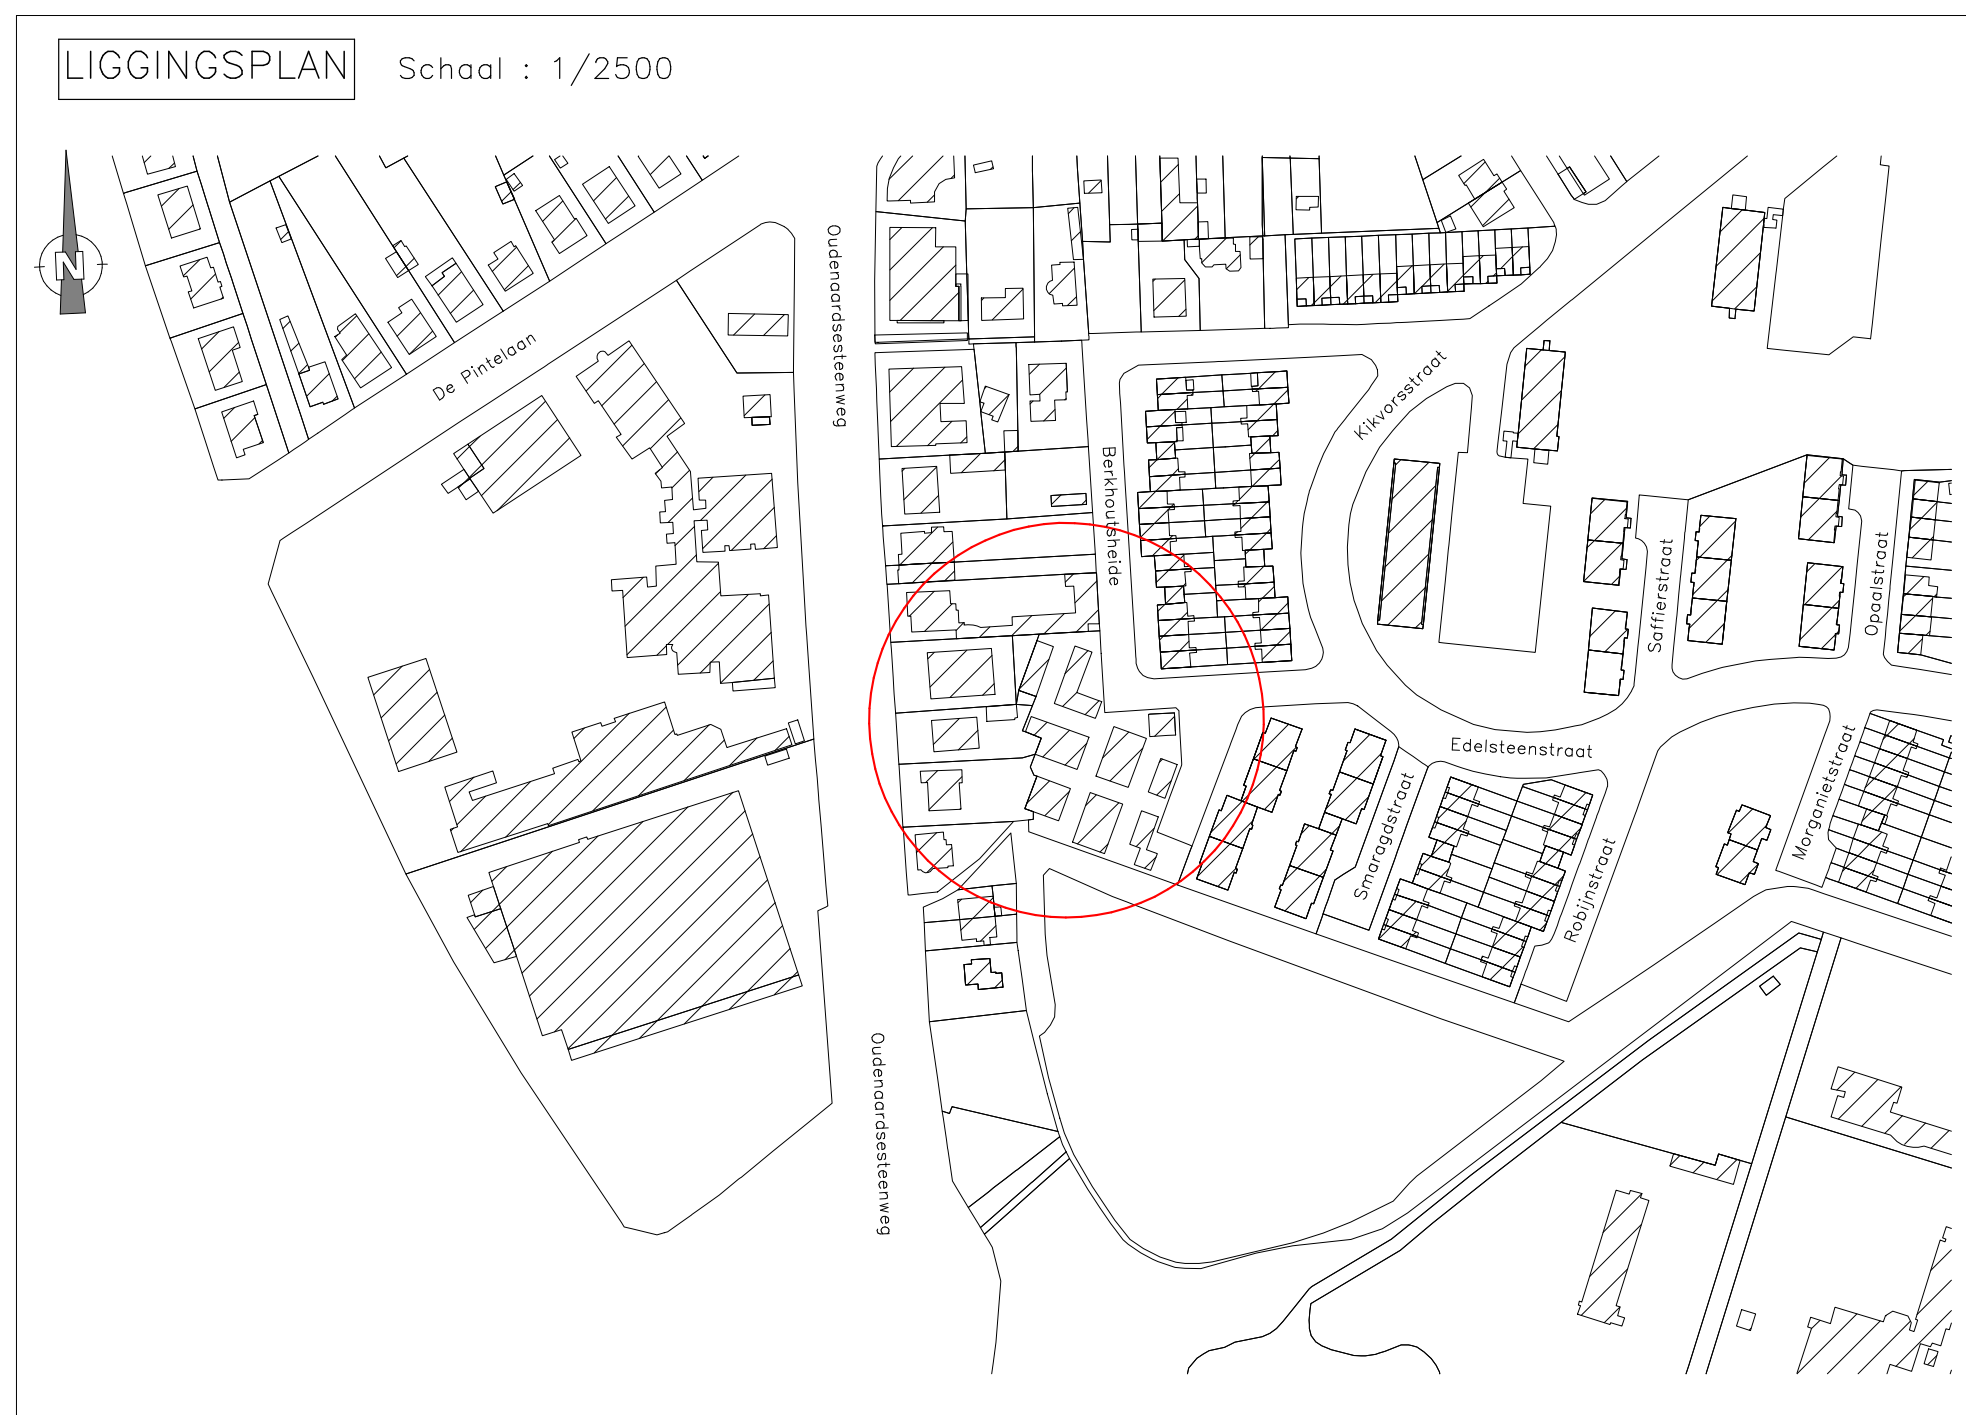 LIGGINGSPLAN Schaal : 1/2500
N
De Pintelaan
Oudenaardsesteenweg
Berkhoutsheide
Kikvorsstraat
Saffierstraat
Opaalstraat
Edelsteenstraat
Smaragdstraat
Robijnstraat
Morganietstraat
Oudenaardsesteenweg